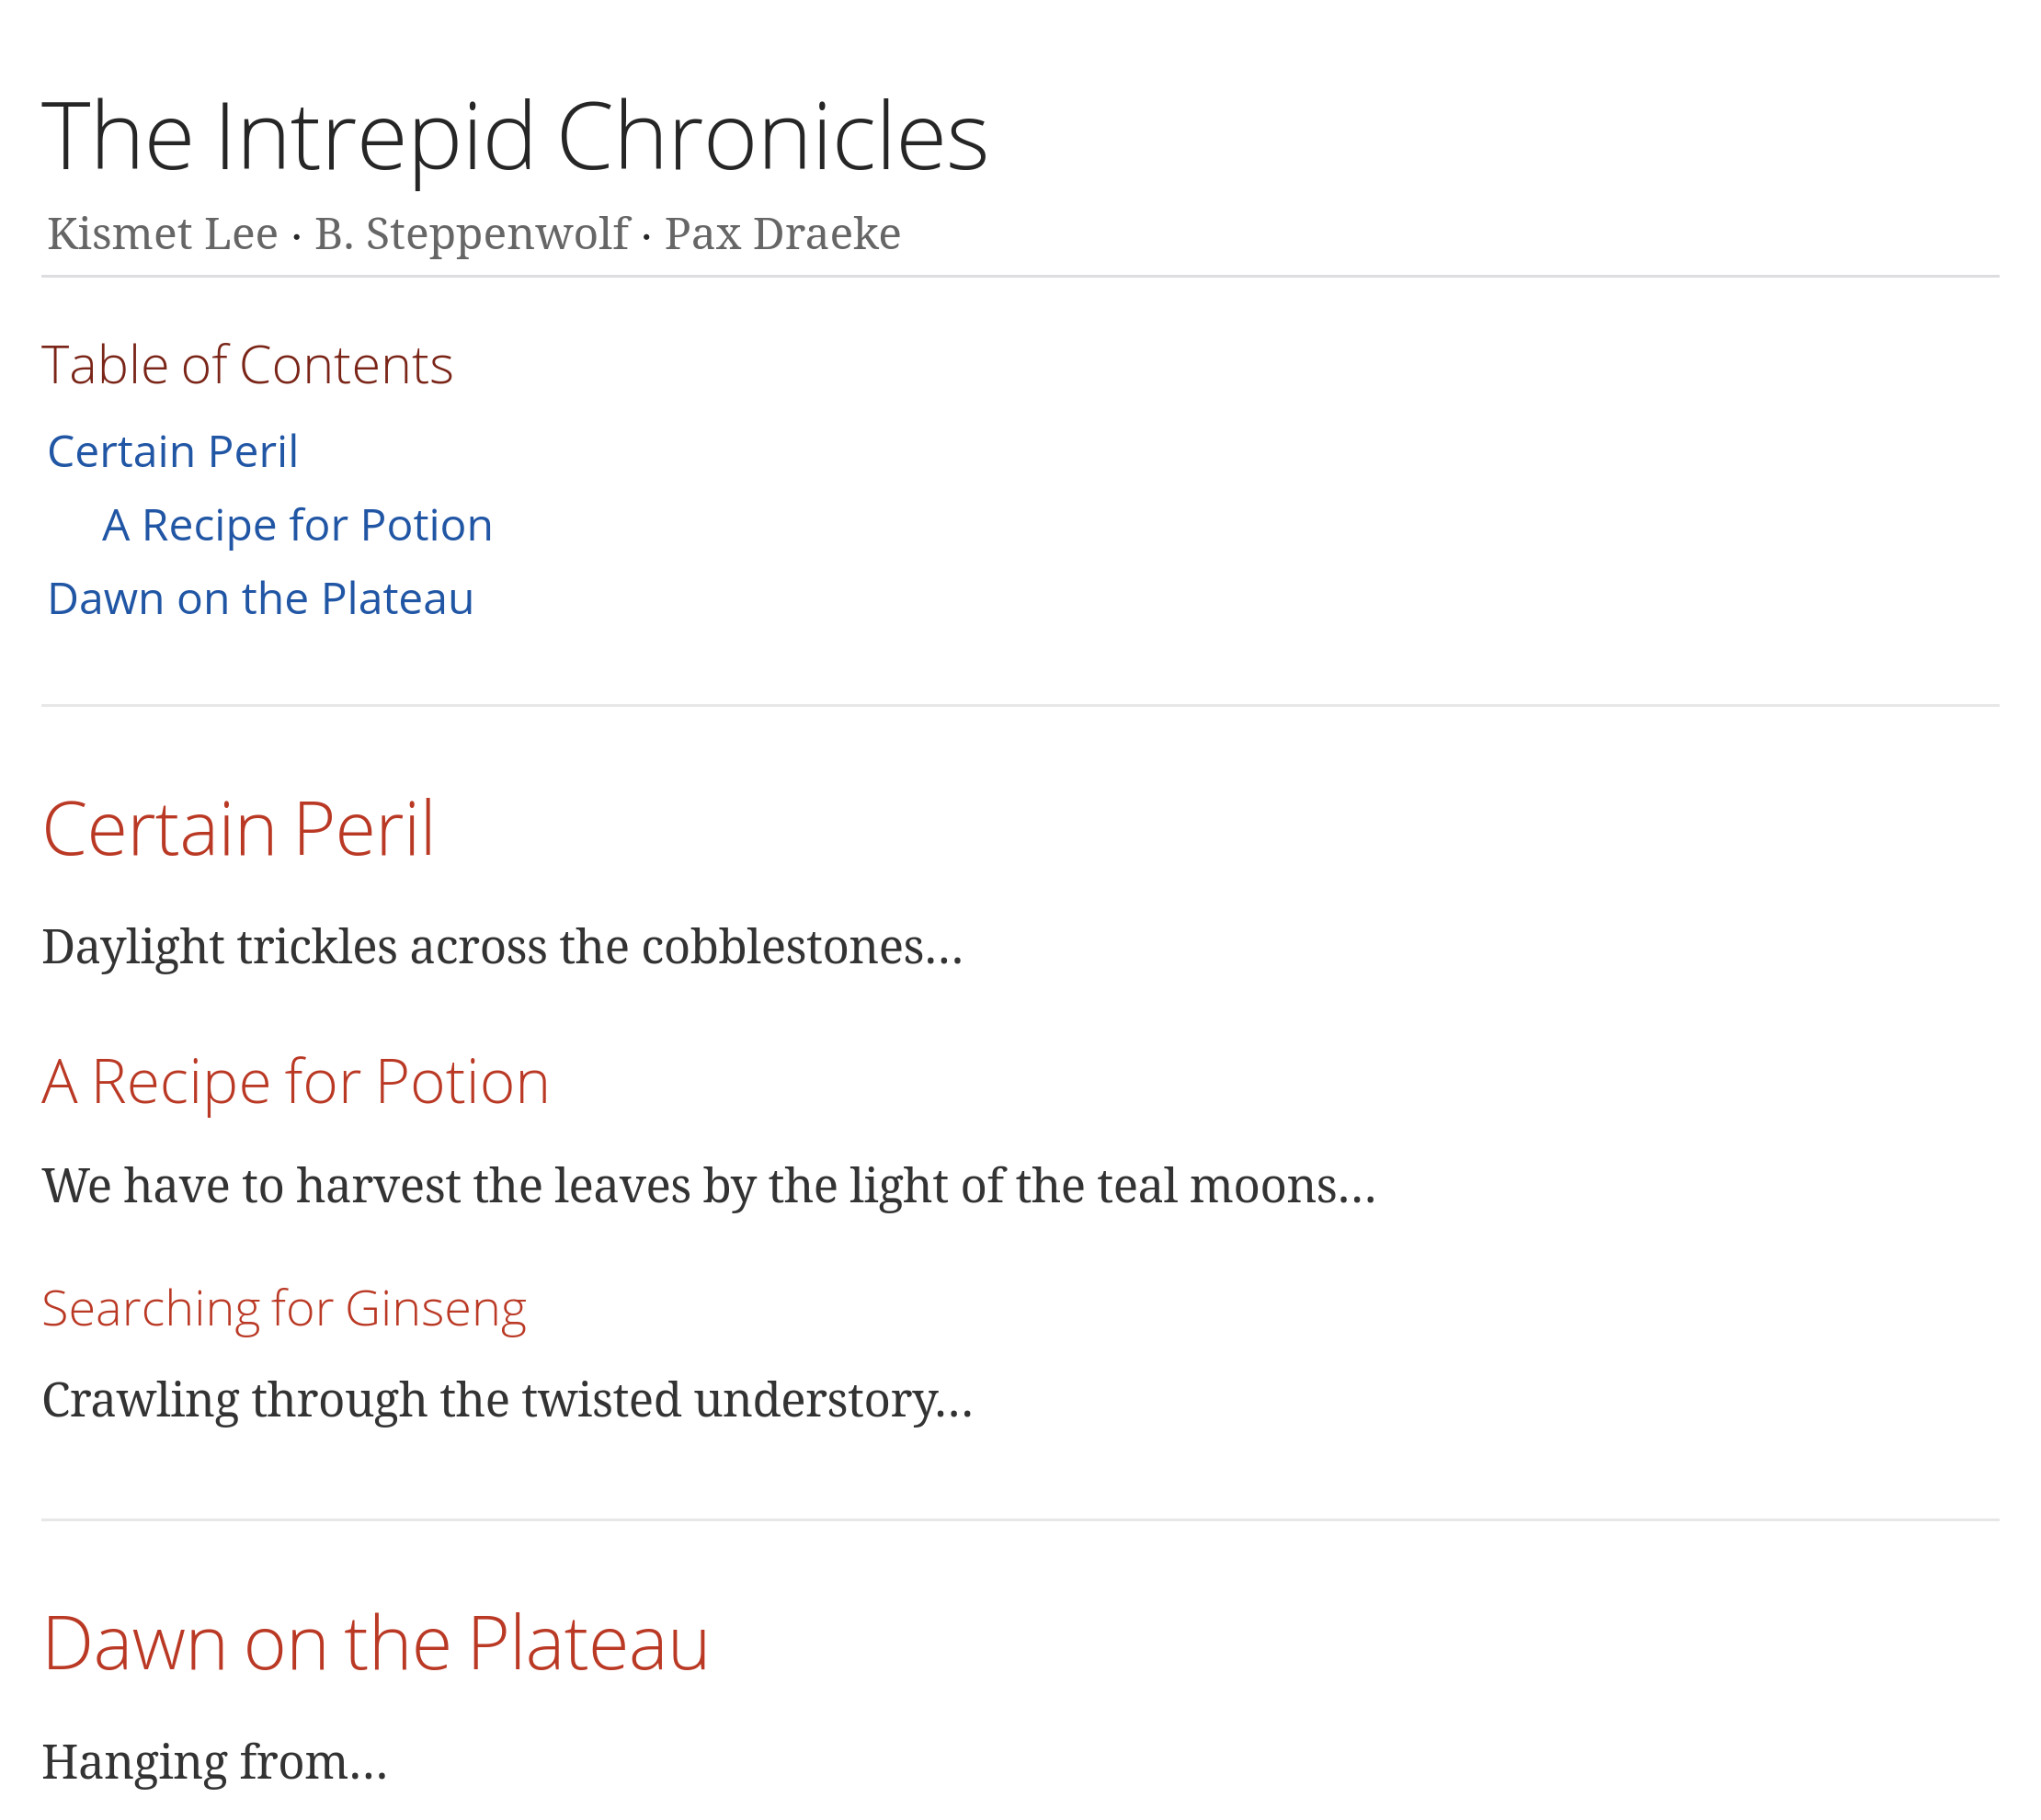 The Intrepid Chronicles
Kismet Lee · B. Steppenwolf · Pax Draeke
Table of Contents
Certain Peril
A Recipe for Potion
Dawn on the Plateau
Certain Peril
Daylight trickles across the cobblestones…
A Recipe for Potion
We have to harvest the leaves by the light of the teal moons…
Searching for Ginseng
Crawling through the twisted understory…
Dawn on the Plateau
Hanging from…